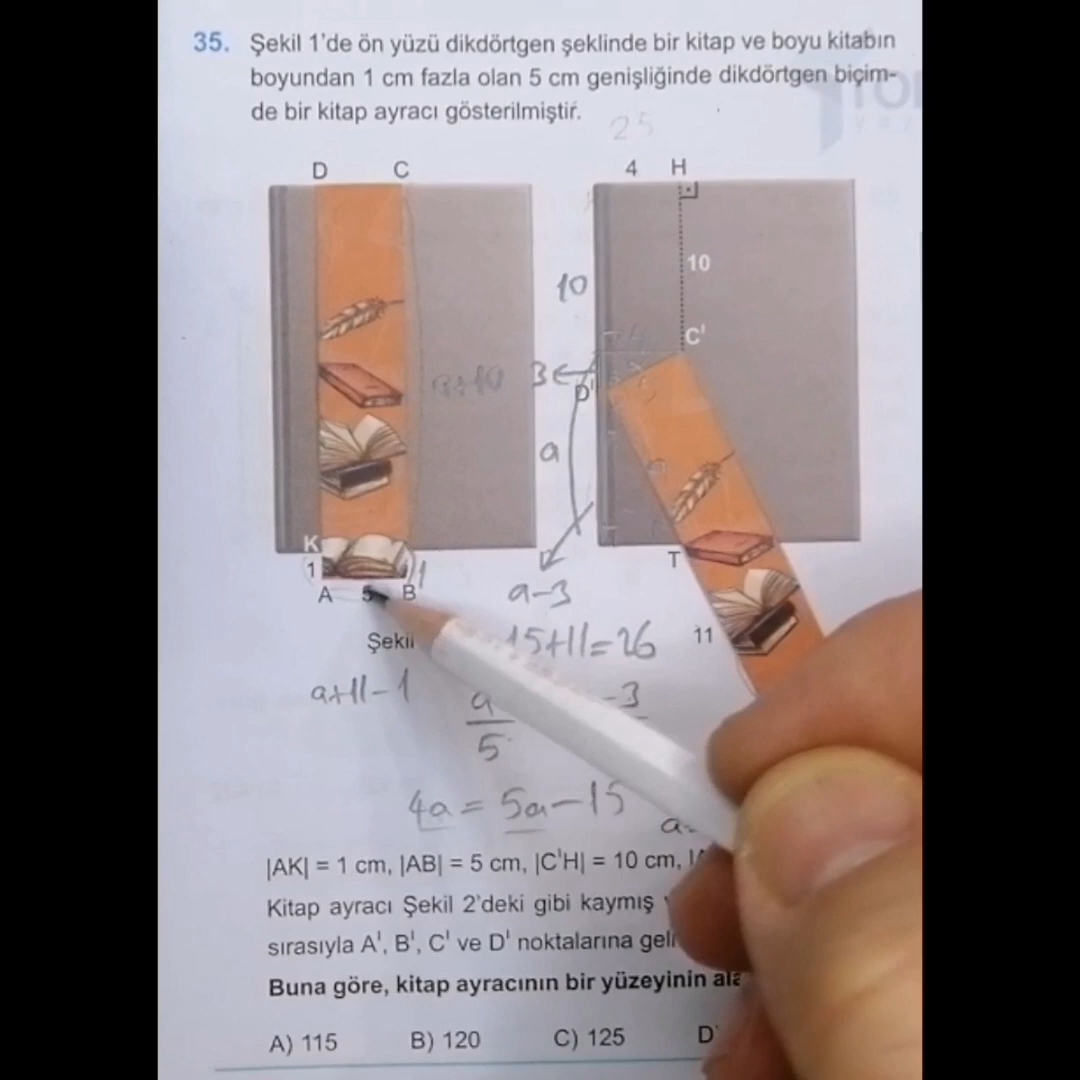 35. Şekil 1'de ön yüzü dikdörtgen şeklinde bir kitap ve boyu kitabın
boyundan 1 cm fazla olan 5 cm genişliğinde dikdörtgen biçim-
de bir kitap ayracı gösterilmiştir.
25
D C 4 H
10
10
C'
3
D'
a
K
1 1
A 5 B
T
a-3
Şekil 15+11=26 11
a+11-1
a -3
5
4a = 5a-15
a
|AK| = 1 cm, |AB| = 5 cm, |C'H| = 10 cm,
Kitap ayracı Şekil 2'deki gibi kaymış
sırasıyla A', B', C' ve D' noktalarına
Buna göre, kitap ayracının bir yüzeyinin
A) 115 B) 120 C) 125 D